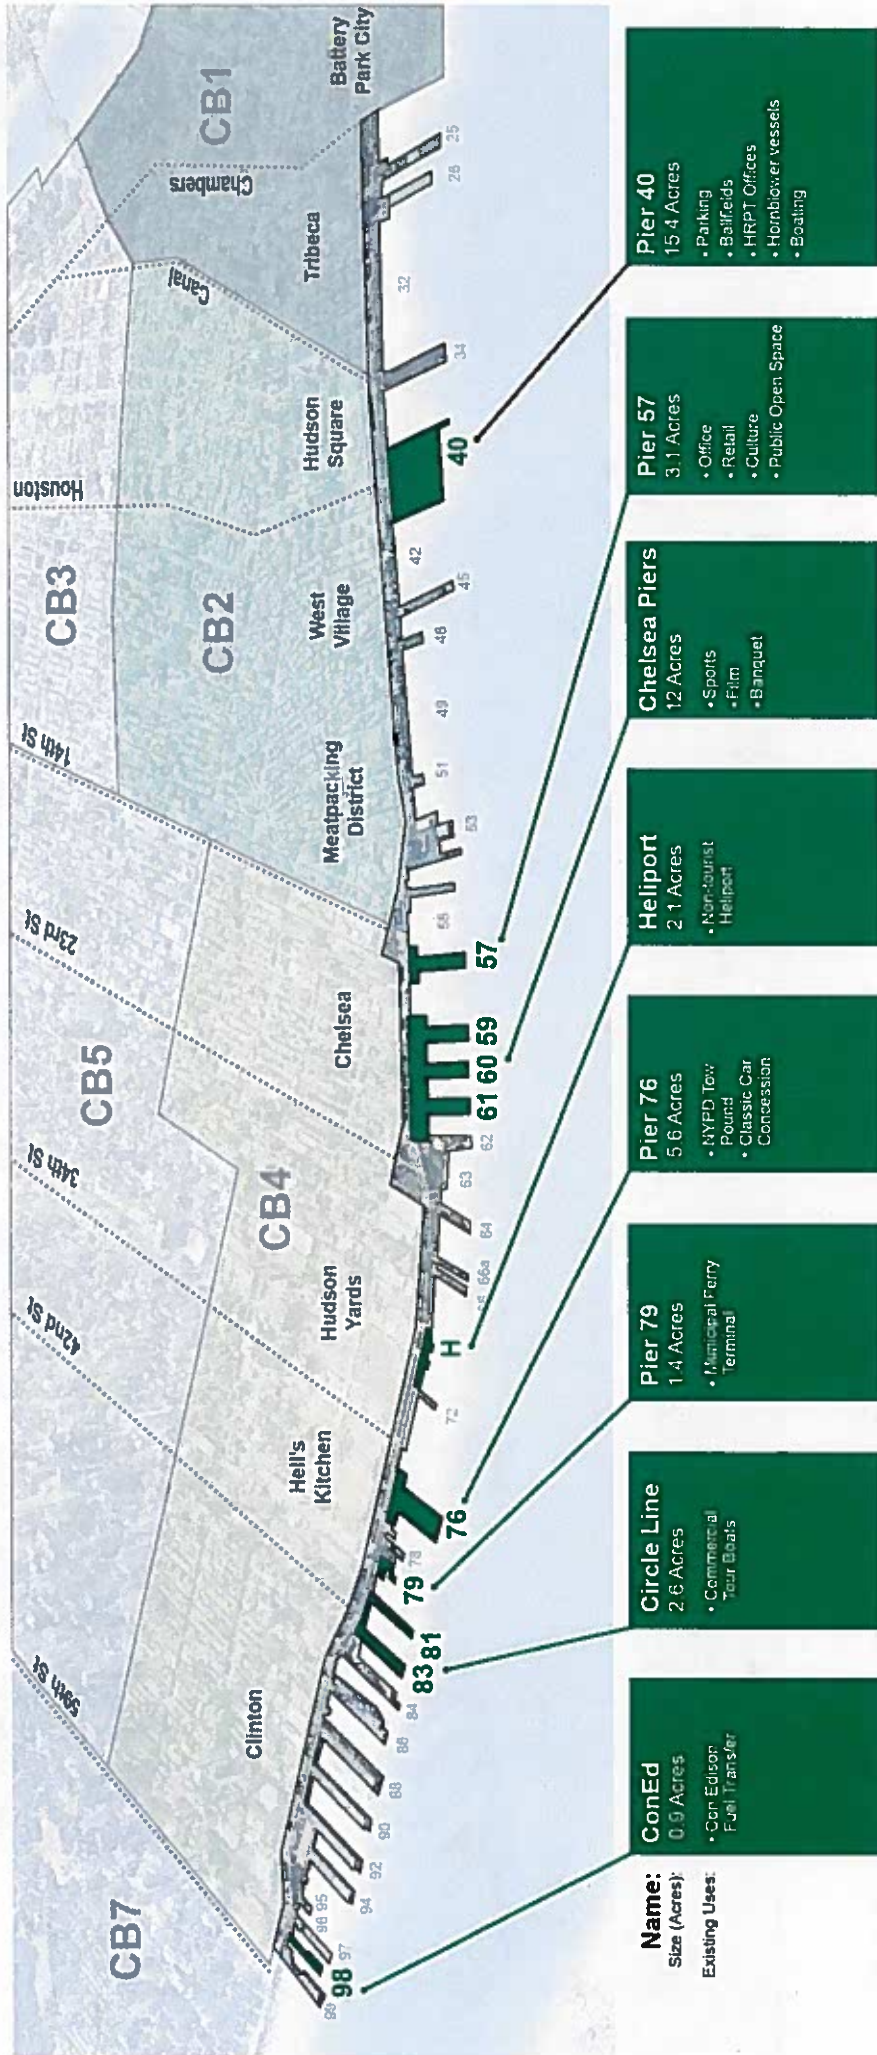 CB7
CB5
CB4
CB3
CB2
CB1
59th St
42nd St
34th St
23rd St
14th St
Houston
Canal
Chambers
Clinton
Hell's
Kitchen
Hudson
Yards
Chelsea
Meatpacking
District
West
Village
Hudson
Square
Tribeca
Battery
Park City
99
98
97
96
95
94
92
90
88
86
84
83
81
79
78
76
72
H
66a
64
63
62
61
60
59
57
53
51
49
46
45
42
40
34
32
26
25
Name:
Size (Acres):
Existing Uses:
ConEd
0.9 Acres
• Con Edison
Fuel Transfer
Circle Line
2.6 Acres
• Commercial
Tour Boats
Pier 79
1.4 Acres
• Municipal Ferry
Terminal
Pier 76
5.6 Acres
• NYPD Tow
Pound
• Classic Car
Concession
Heliport
2.1 Acres
• Non-tourist
Heliport
Chelsea Piers
12 Acres
• Sports
• Film
• Banquet
Pier 57
3.1 Acres
• Office
• Retail
• Culture
• Public Open Space
Pier 40
15.4 Acres
• Parking
• Ballfields
• HRPT Offices
• Hornblower vessels
• Boating